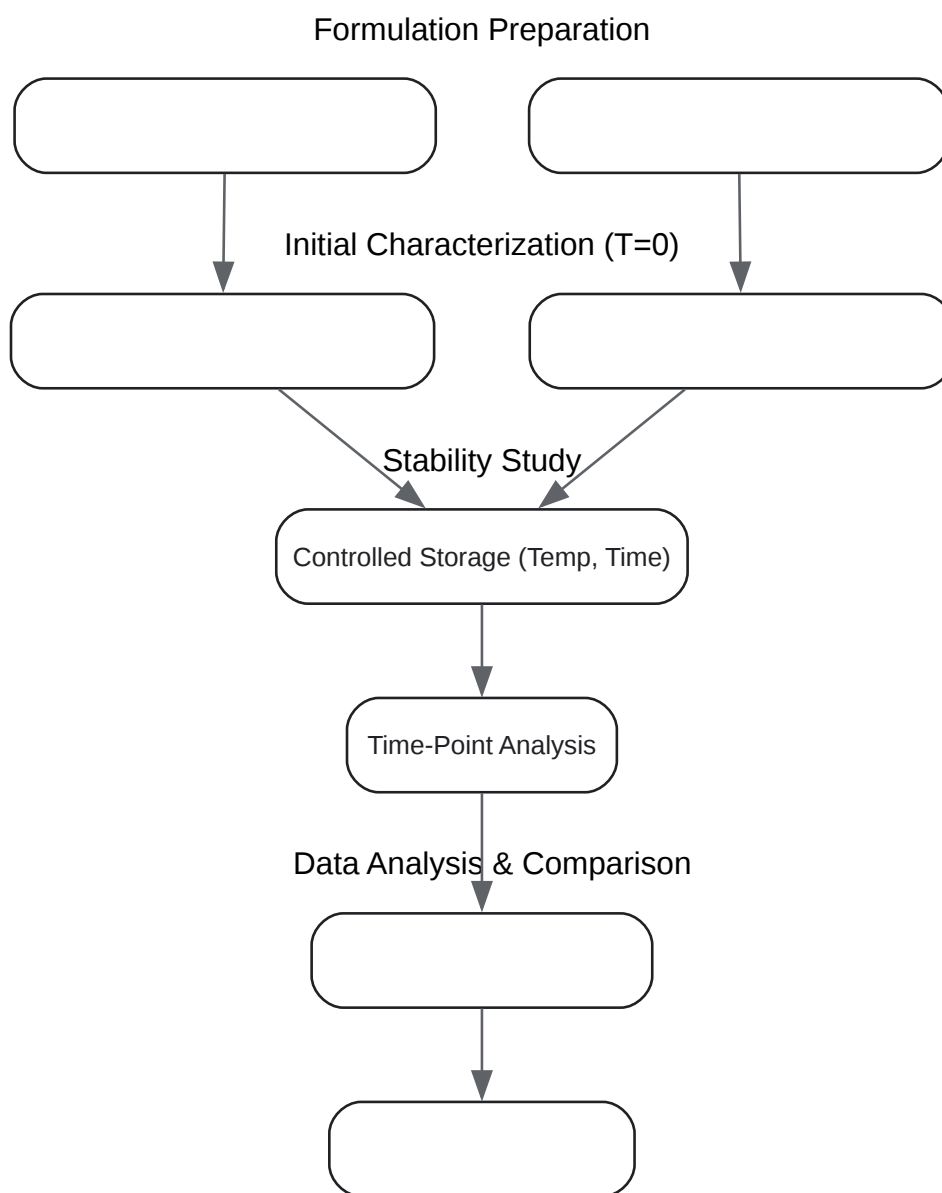 Formulation Preparation
Initial Characterization (T=0)
Stability Study
Controlled Storage (Temp, Time)
Time-Point Analysis
Data Analysis & Comparison